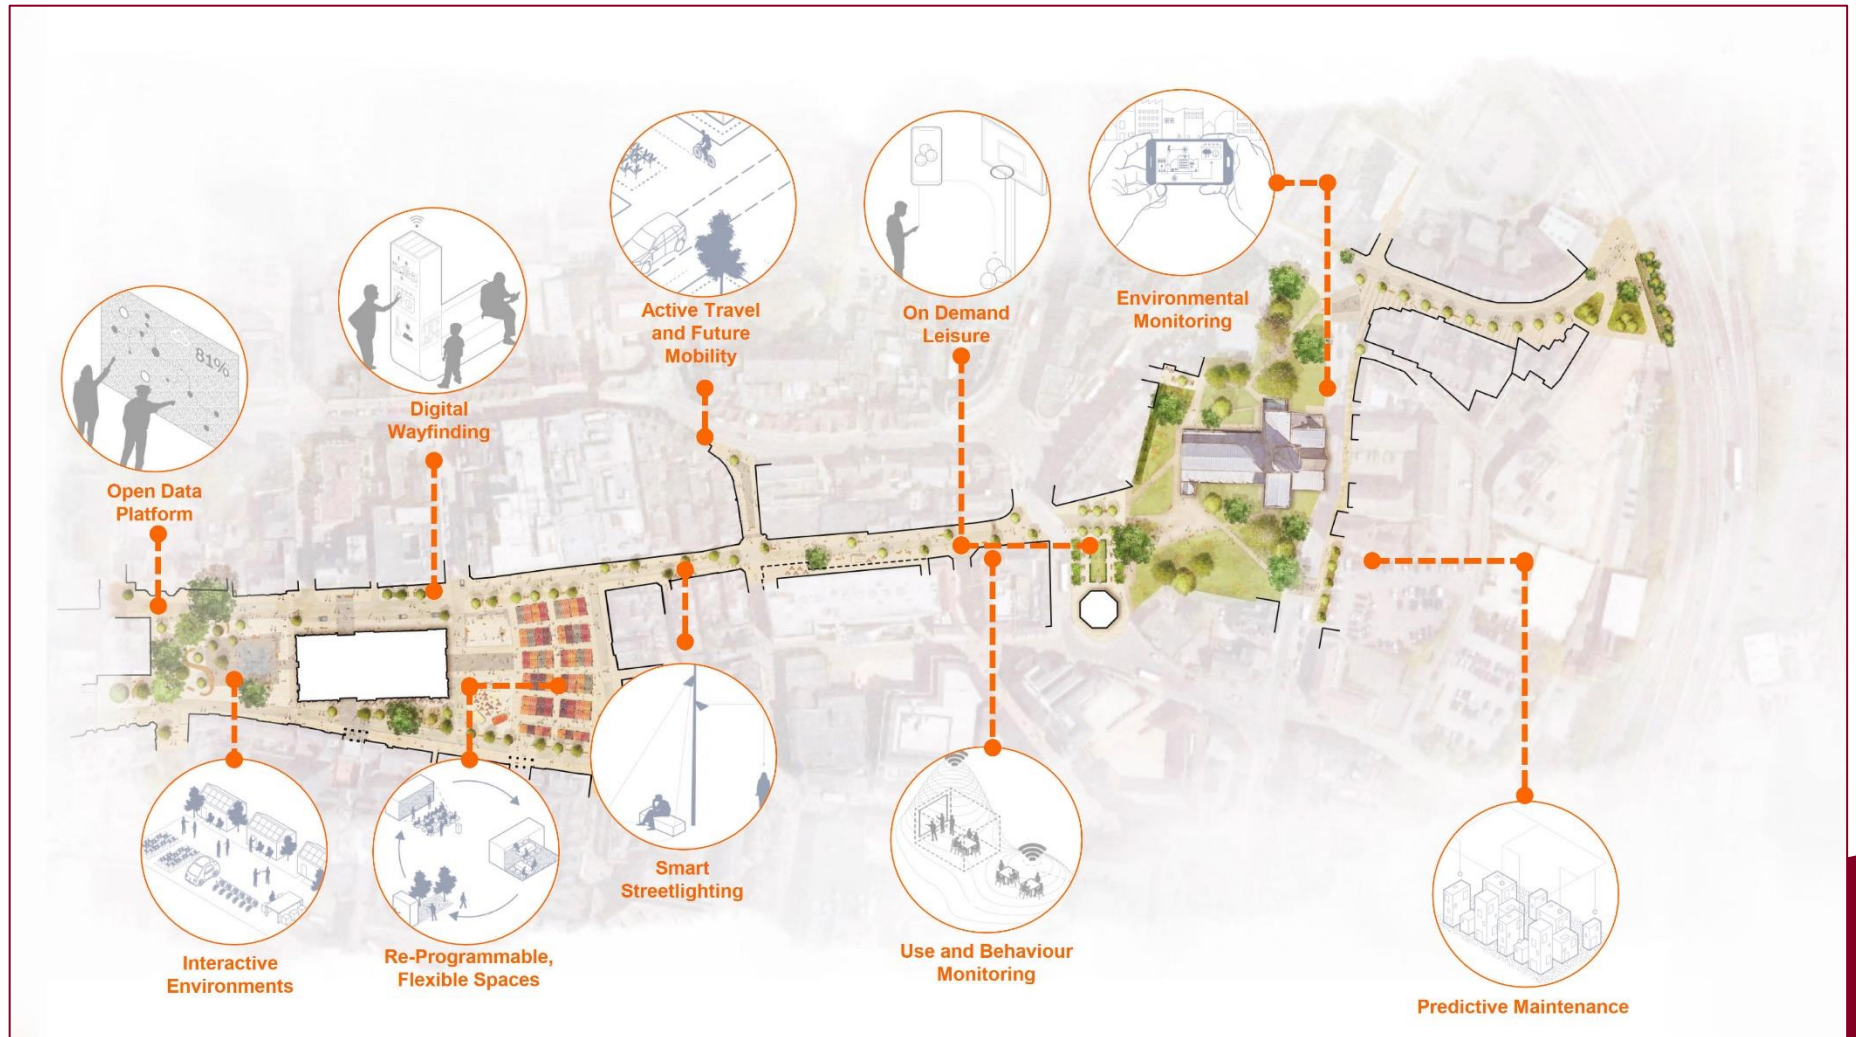 Open Data
Platform
81%
Digital
Wayfinding
Active Travel
and Future
Mobility
On Demand
Leisure
Environmental
Monitoring
Interactive
Environments
Re-Programmable,
Flexible Spaces
Smart
Streetlighting
Use and Behaviour
Monitoring
Predictive Maintenance